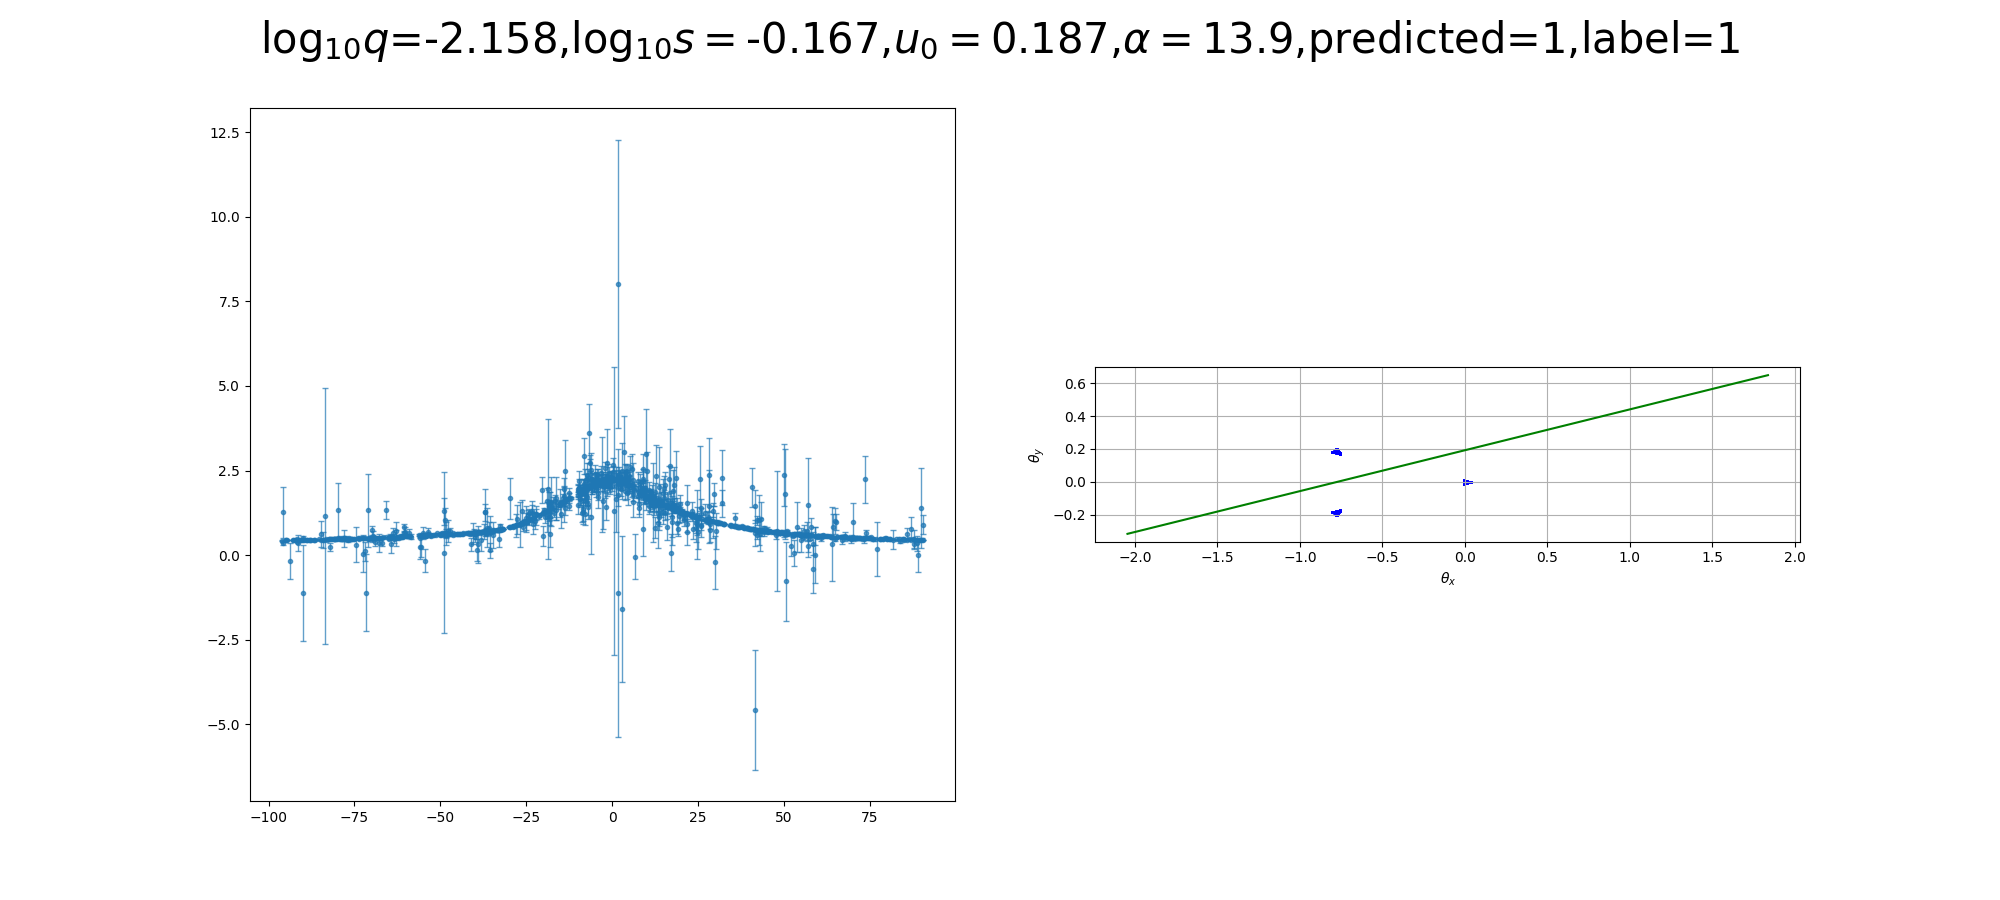 log₁₀q=-2.158,log₁₀s = -0.167,u₀ = 0.187,α = 13.9,predicted=1,label=1
12.5
10.0
7.5
5.0
2.5
0.0
−2.5
−5.0
−100 −75 −50 −25 0 25 50 75
0.6
0.4
0.2
0.0
−0.2
θy
−2.0 −1.5 −1.0 −0.5 0.0 0.5 1.0 1.5 2.0
θx